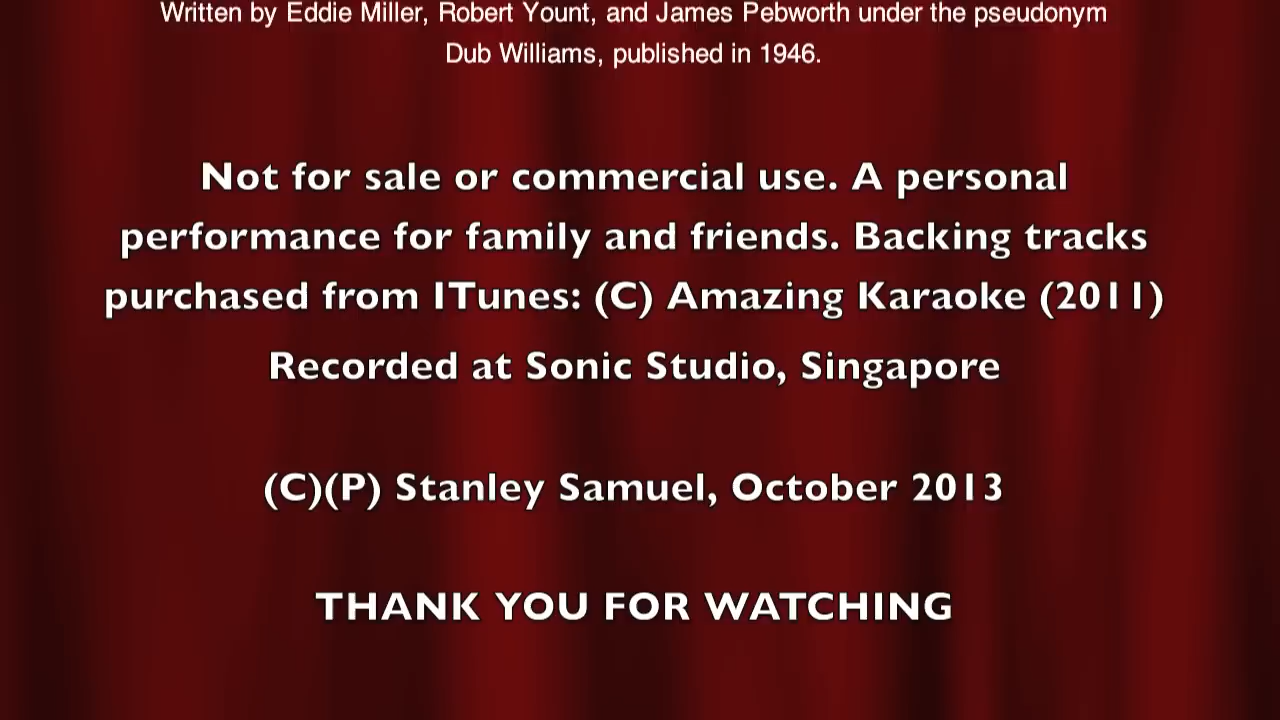 Written by Eddie Miller, Robert Yount, and James Pebworth under the pseudonym
Dub Williams, published in 1946.
Not for sale or commercial use. A personal
performance for family and friends. Backing tracks
purchased from ITunes: (C) Amazing Karaoke (2011)
Recorded at Sonic Studio, Singapore
(C)(P) Stanley Samuel, October 2013
THANK YOU FOR WATCHING